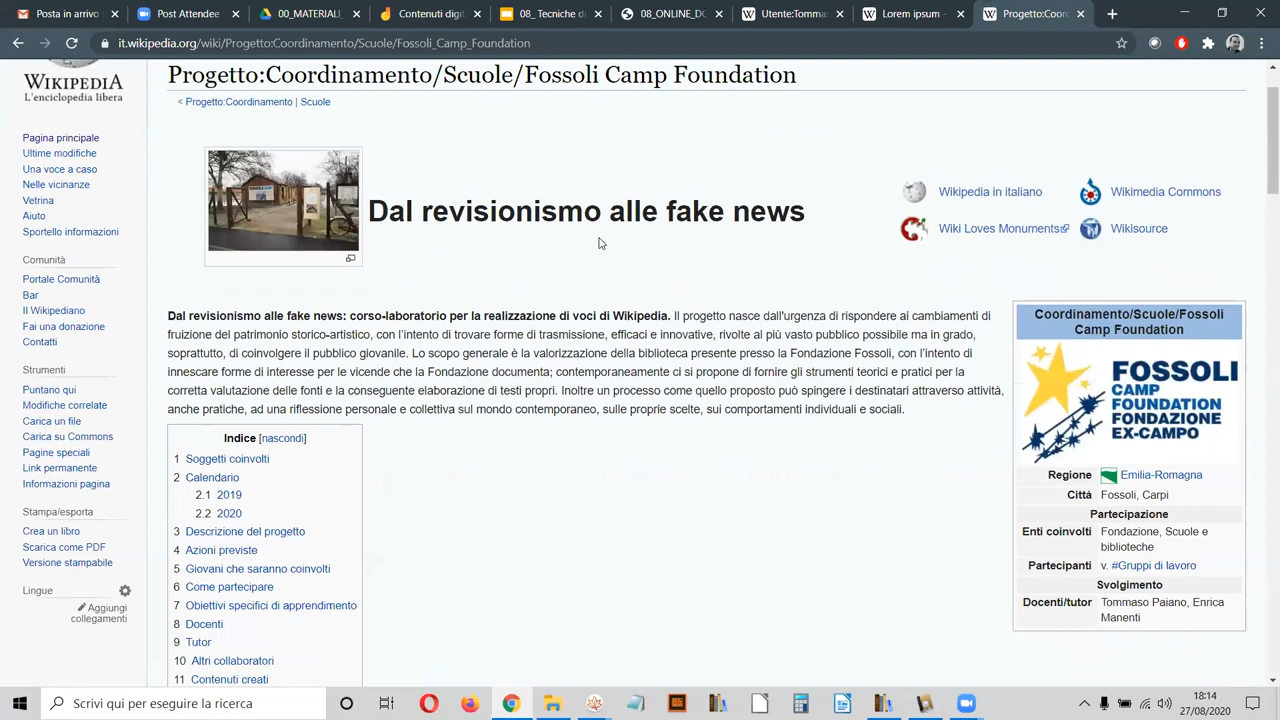 Posta in arrivo
Post Attendee
00_MATERIALI_
Contenuti digit
08_ Tecniche di
08_ONLINE_DO
Utente:Tommas
Lorem ipsum -
Progetto:Coord
it.wikipedia.org/wiki/Progetto:Coordinamento/Scuole/Fossoli_Camp_Foundation
WIKIPEDIA
L'enciclopedia libera
Pagina principale
Ultime modifiche
Una voce a caso
Nelle vicinanze
Vetrina
Aiuto
Sportello informazioni
Comunità
Portale Comunità
Bar
Il Wikipediano
Fai una donazione
Contatti
Strumenti
Puntano qui
Modifiche correlate
Carica un file
Carica su Commons
Pagine speciali
Link permanente
Informazioni pagina
Stampa/esporta
Crea un libro
Scarica come PDF
Versione stampabile
Lingue
Aggiungi
collegamenti
Progetto:Coordinamento/Scuole/Fossoli Camp Foundation
< Progetto:Coordinamento | Scuole
Dal revisionismo alle fake news
Wikipedia in italiano
Wikimedia Commons
Wiki Loves Monuments
Wikisource
Dal revisionismo alle fake news: corso-laboratorio per la realizzazione di voci di Wikipedia. Il progetto nasce dall'urgenza di rispondere ai cambiamenti di
fruizione del patrimonio storico-artistico, con l'intento di trovare forme di trasmissione, efficaci e innovative, rivolte al più vasto pubblico possibile ma in grado,
soprattutto, di coinvolgere il pubblico giovanile. Lo scopo generale è la valorizzazione della biblioteca presente presso la Fondazione Fossoli, con l'intento di
innescare forme di interesse per le vicende che la Fondazione documenta; contemporaneamente ci si propone di fornire gli strumenti teorici e pratici per la
corretta valutazione delle fonti e la conseguente elaborazione di testi propri. Inoltre un processo come quello proposto può spingere i destinatari attraverso attività,
anche pratiche, ad una riflessione personale e collettiva sul mondo contemporaneo, sulle proprie scelte, sui comportamenti individuali e sociali.
Indice [nascondi]
1 Soggetti coinvolti
2 Calendario
2.1 2019
2.2 2020
3 Descrizione del progetto
4 Azioni previste
5 Giovani che saranno coinvolti
6 Come partecipare
7 Obiettivi specifici di apprendimento
8 Docenti
9 Tutor
10 Altri collaboratori
11 Contenuti creati
Coordinamento/Scuole/Fossoli
Camp Foundation
FOSSOLI
CAMP
FOUNDATION
FONDAZIONE
EX-CAMPO
Regione Emilia-Romagna
Città Fossoli, Carpi
Partecipazione
Enti coinvolti Fondazione, Scuole e
biblioteche
Partecipanti v. #Gruppi di lavoro
Svolgimento
Docenti/tutor Tommaso Paiano, Enrica
Manenti
Scrivi qui per eseguire la ricerca
18:14
27/08/2020